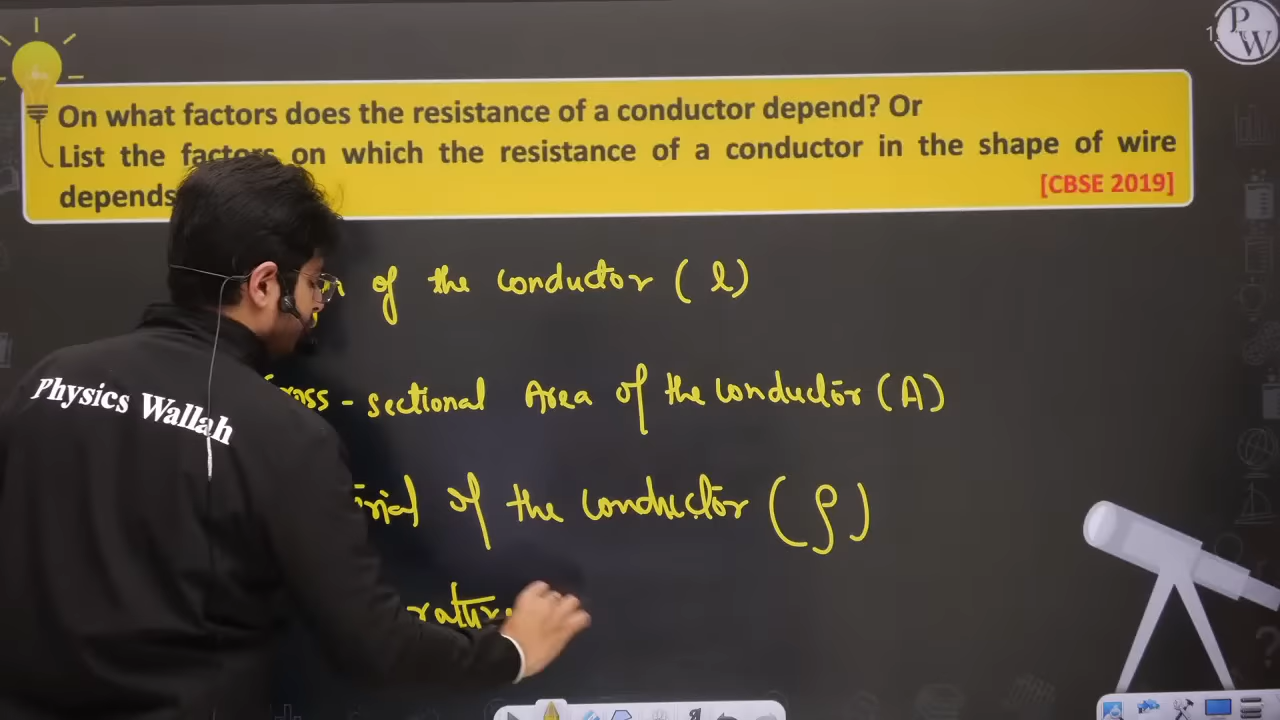 PW
On what factors does the resistance of a conductor depend? Or
List the factors on which the resistance of a conductor in the shape of wire
depends
[CBSE 2019]
of the conductor (l)
cross-sectional Area of the conductor (A)
of the conductor (ρ)
Physics Wallah